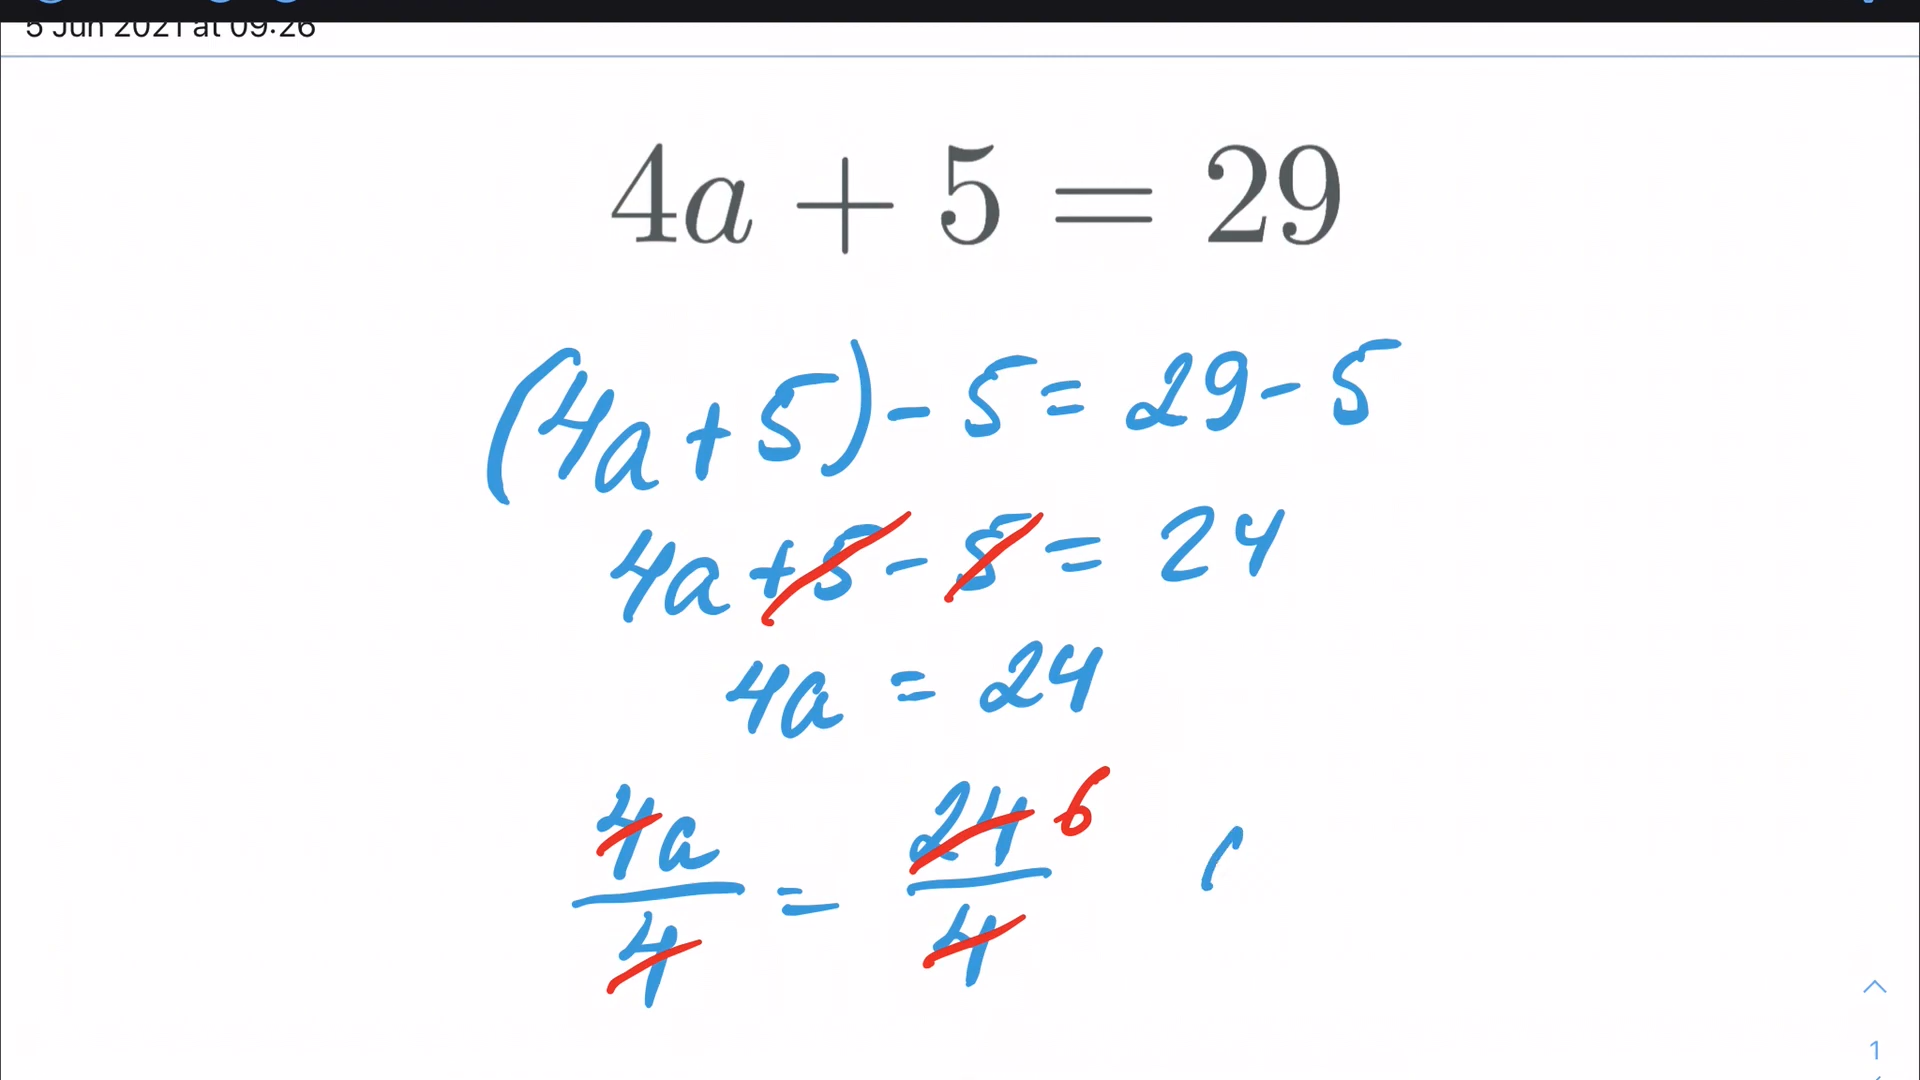 5 Jun 2021 at 09:26
4a + 5 = 29
(4a+5)-5=29-5
4a+5-5=24
4a=24
4a/4=24/4 6
1